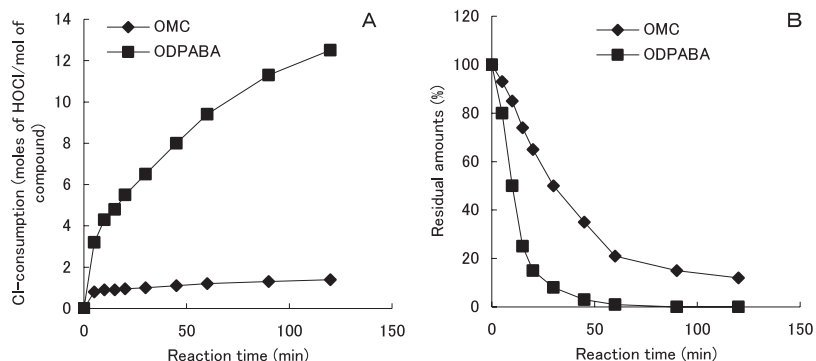 A
OMC
ODPABA
Cl-consumption (moles of HOCl/mol of
compound)
14
12
10
8
6
4
2
0
0
50
100
150
Reaction time (min)
B
OMC
ODPABA
Residual amounts (%)
120
100
80
60
40
20
0
0
50
100
150
Reaction time (min)